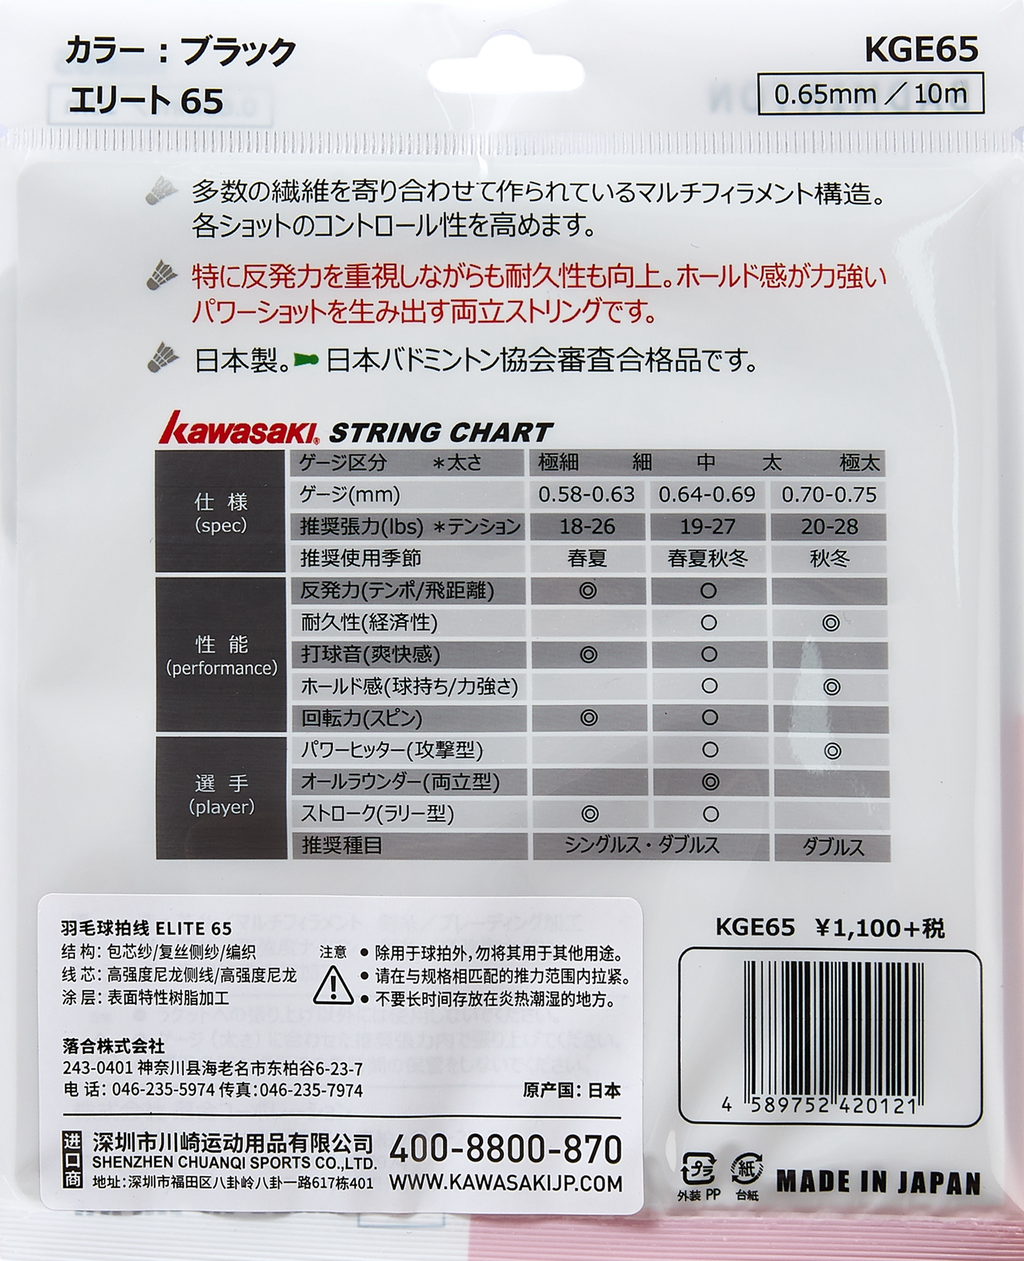 カラー：ブラック
KGE65
エリート 65
0.65mm／10m
多数の繊維を寄り合わせて作られているマルチフィラメント構造。
各ショットのコントロール性を高めます。
特に反発力を重視しながらも耐久性も向上。ホールド感が力強い
パワーショットを生み出す両立ストリングです。
日本製。日本バドミントン協会審査合格品です。
Kawasaki® STRING CHART
仕様 (spec)
ゲージ区分 ＊太さ 極細 細 中 太 極太
ゲージ(mm) 0.58-0.63 0.64-0.69 0.70-0.75
推奨張力(lbs) ＊テンション 18-26 19-27 20-28
推奨使用季節 春夏 春夏秋冬 秋冬
性能 (performance)
反発力(テンポ/飛距離) ◎ ○
耐久性(経済性) ○ ◎
打球音(爽快感) ◎ ○
ホールド感(球持ち/力強さ) ○ ◎
回転力(スピン) ◎ ○
選手 (player)
パワーヒッター(攻撃型) ○ ◎
オールラウンダー(両立型) ◎
ストローク(ラリー型) ◎ ○
推奨種目 シングルス・ダブルス ダブルス
羽毛球拍线 ELITE 65
结构：包芯纱/复丝侧纱/编织
线芯：高强度尼龙侧线/高强度尼龙
涂层：表面特性树脂加工
注意
● 除用于球拍外,勿将其用于其他用途。
● 请在与规格相匹配的推力范围内拉紧。
● 不要长时间存放在炎热潮湿的地方。
落合株式会社
243-0401 神奈川县海老名市东柏谷6-23-7
电话: 046-235-5974 传真:046-235-7974
原产国: 日本
进口商
深圳市川崎运动用品有限公司
SHENZHEN CHUANQI SPORTS CO.,LTD.
地址:深圳市福田区八卦岭八卦一路617栋401
400-8800-870
WWW.KAWASAKIJP.COM
KGE65 ¥1,100+税
4 589752 420121
プラ
外装 PP
紙
台紙
MADE IN JAPAN